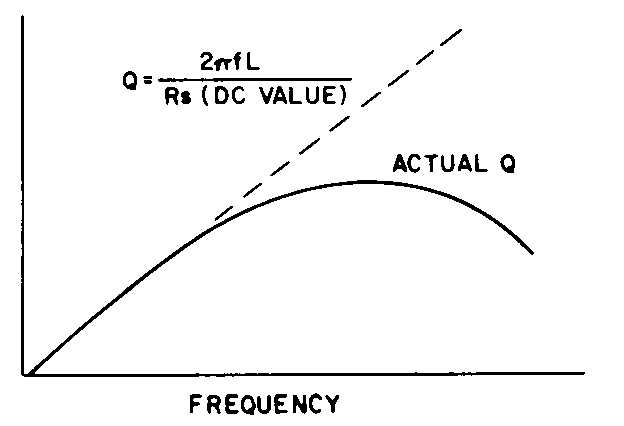 Q = 2πfL
Rs (DC VALUE)
ACTUAL Q
FREQUENCY